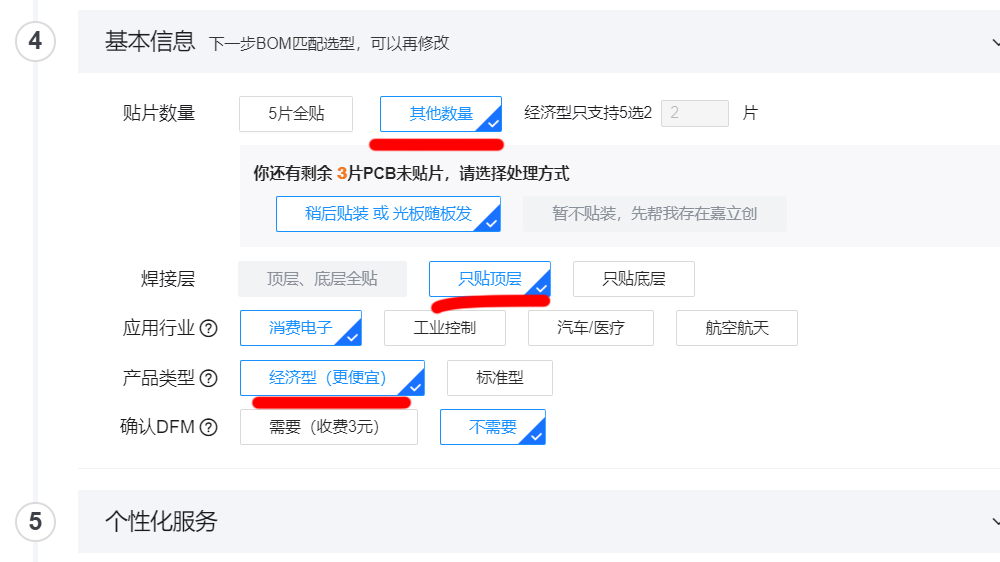 4
基本信息 下一步BOM匹配选型，可以再修改
贴片数量 5片全贴 其他数量 经济型只支持5选2 2 片
你还有剩余 3片PCB未贴片，请选择处理方式
稍后贴装 或 光板随板发 暂不贴装，先帮我存在嘉立创
焊接层 顶层、底层全贴 只贴顶层 只贴底层
应用行业 ? 消费电子 工业控制 汽车/医疗 航空航天
产品类型 ? 经济型（更便宜） 标准型
确认DFM ? 需要（收费3元） 不需要
5
个性化服务